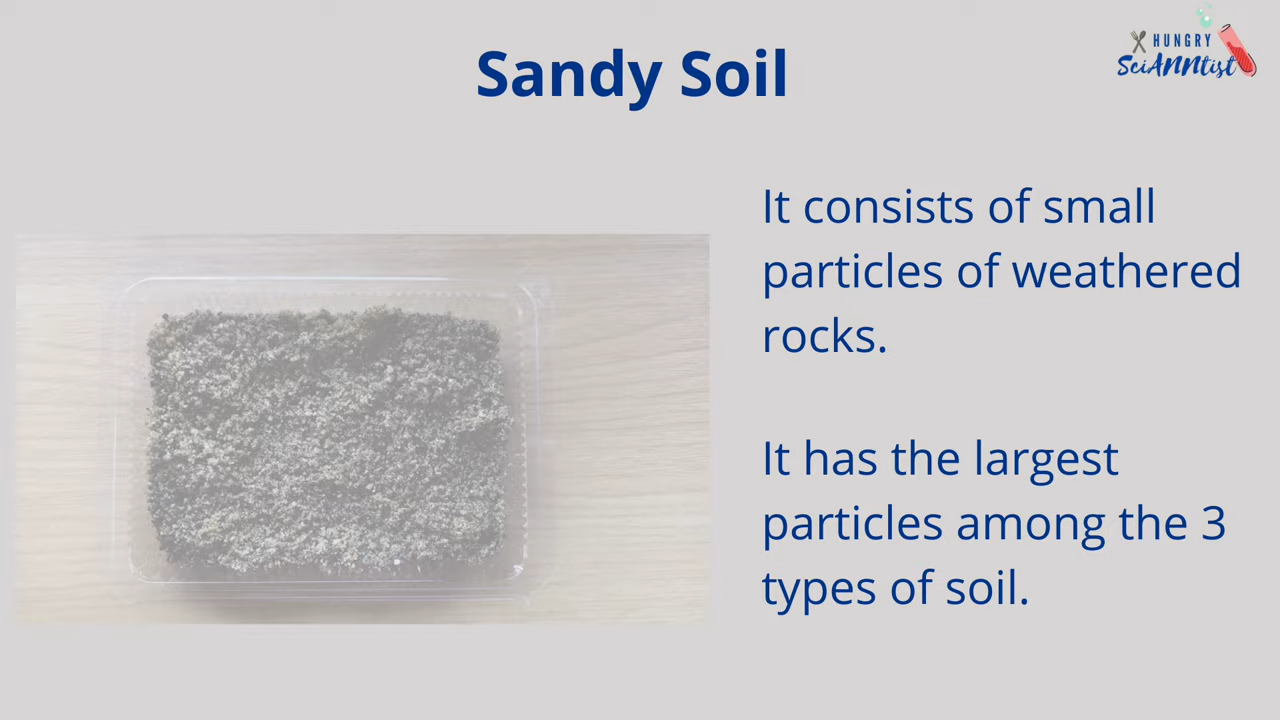 Sandy Soil
HUNGRY
SciANNtist
It consists of small
particles of weathered
rocks.
It has the largest
particles among the 3
types of soil.